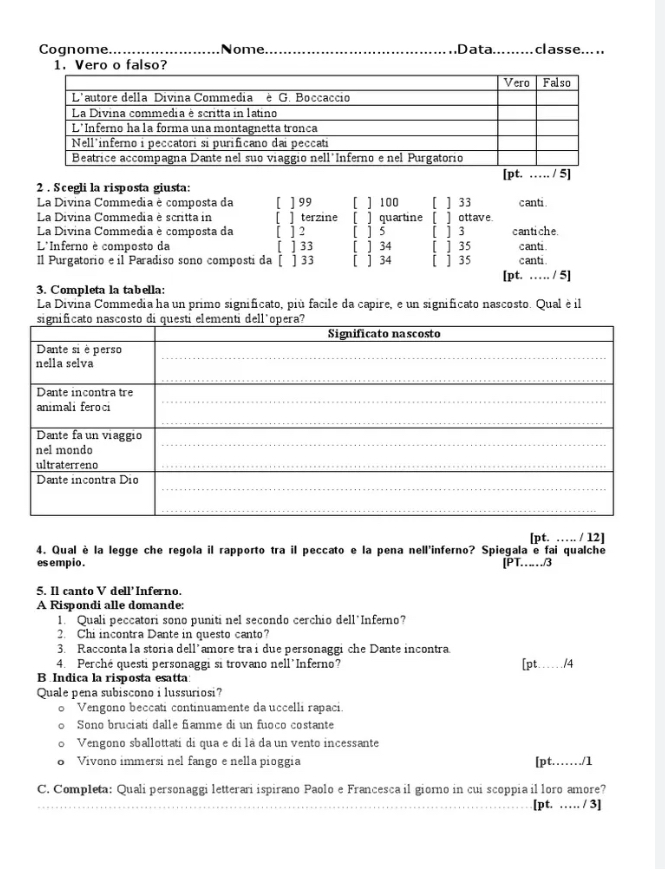 Cognome........................Nome........................................Data.........classe.....
1. Vero o falso?
Vero Falso
L'autore della Divina Commedia è G. Boccaccio
La Divina commedia è scritta in latino
L'Inferno ha la forma una montagnetta tronca
Nell'inferno i peccatori si purificano dai peccati
Beatrice accompagna Dante nel suo viaggio nell'Inferno e nel Purgatorio
[pt. ..... / 5]
2 . Scegli la risposta giusta:
La Divina Commedia è composta da [ ] 99 [ ] 100 [ ] 33 canti.
La Divina Commedia è scritta in [ ] terzine [ ] quartine [ ] ottave.
La Divina Commedia è composta da [ ] 2 [ ] 5 [ ] 3 cantiche.
L'Inferno è composto da [ ] 33 [ ] 34 [ ] 35 canti.
Il Purgatorio e il Paradiso sono composti da [ ] 33 [ ] 34 [ ] 35 canti.
[pt. ..... / 5]
3. Completa la tabella:
La Divina Commedia ha un primo significato, più facile da capire, e un significato nascosto. Qual è il
significato nascosto di questi elementi dell'opera?
Significato nascosto
Dante si è perso
nella selva
Dante incontra tre
animali feroci
Dante fa un viaggio
nel mondo
ultraterreno
Dante incontra Dio
[pt. ..... / 12]
4. Qual è la legge che regola il rapporto tra il peccato e la pena nell'inferno? Spiegala e fai qualche
esempio. [PT....../3
5. Il canto V dell'Inferno.
A Rispondi alle domande:
1. Quali peccatori sono puniti nel secondo cerchio dell'Inferno?
2. Chi incontra Dante in questo canto?
3. Racconta la storia dell'amore tra i due personaggi che Dante incontra.
4. Perché questi personaggi si trovano nell'Inferno? [pt....../4
B Indica la risposta esatta:
Quale pena subiscono i lussuriosi?
o Vengono beccati continuamente da uccelli rapaci.
o Sono bruciati dalle fiamme di un fuoco costante
o Vengono sballottati di qua e di là da un vento incessante
o Vivono immersi nel fango e nella pioggia [pt......./1
C. Completa: Quali personaggi letterari ispirano Paolo e Francesca il giorno in cui scoppia il loro amore?
[pt. ..... / 3]